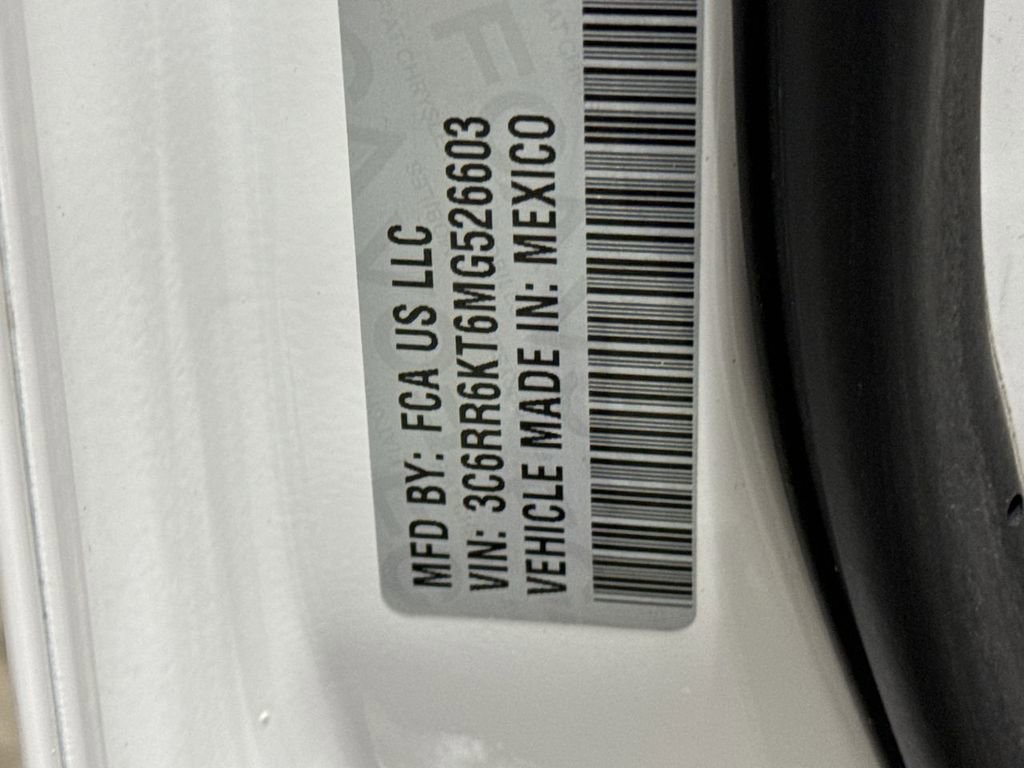 MFD BY: FCA US LLC
VIN: 3C6RR6KT6MG526603
VEHICLE MADE IN: MEXICO